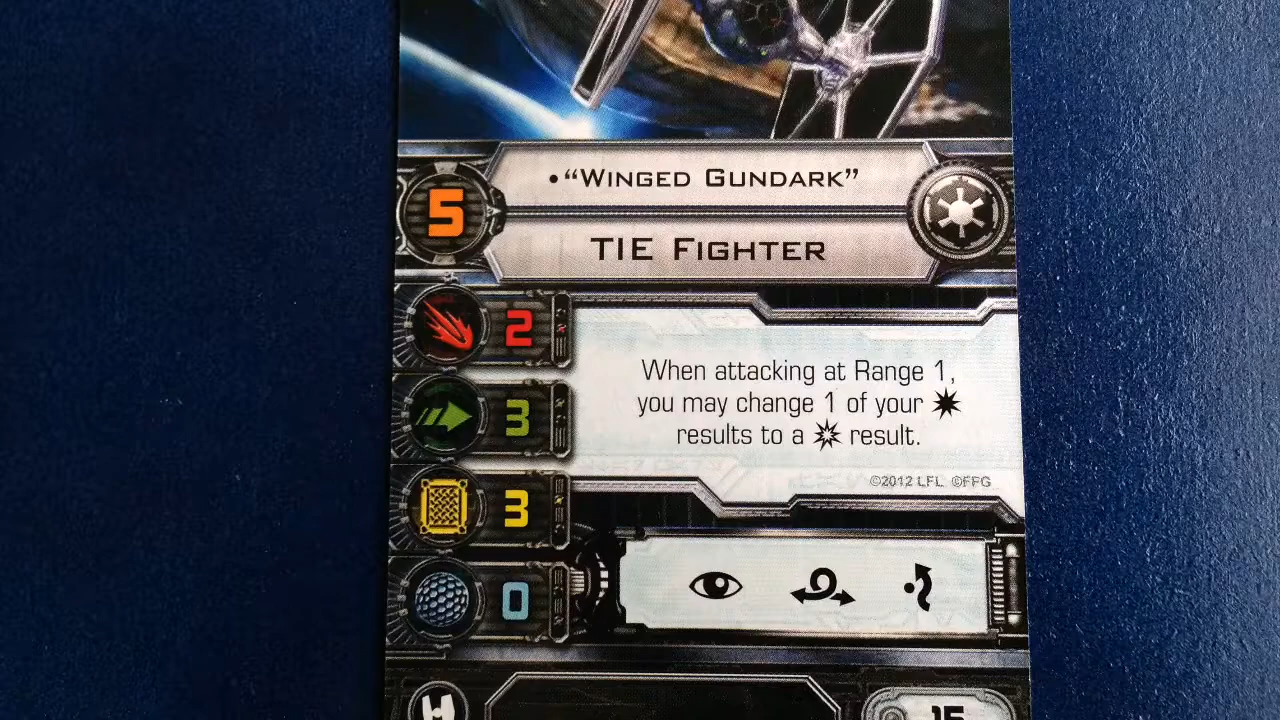 •“Winged Gundark”
5
TIE Fighter
2
When attacking at Range 1,
you may change 1 of your
results to a result.
3
©2012 LFL ©FFG
3
0
15